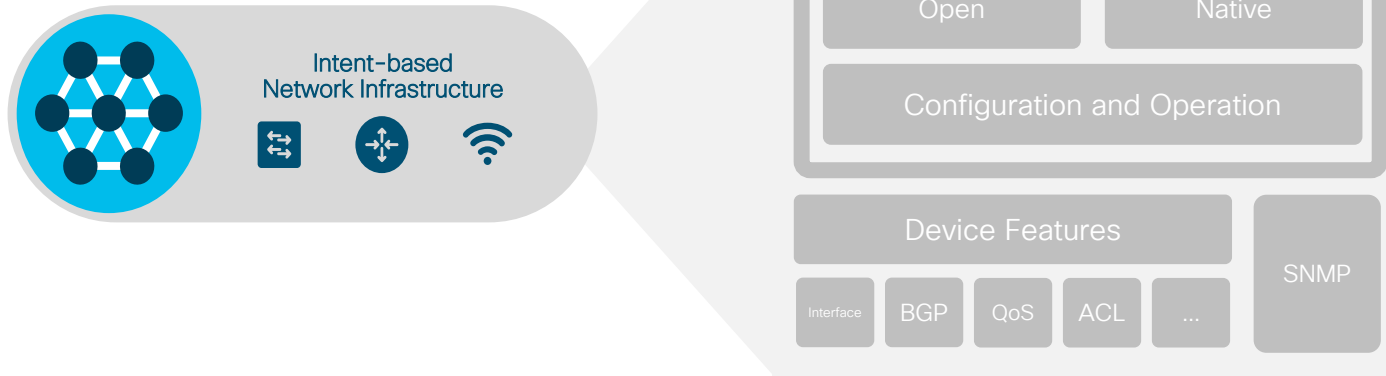 Intent-based
Network Infrastructure
Open
Native
Configuration and Operation
Device Features
SNMP
Interface
BGP
QoS
ACL
...